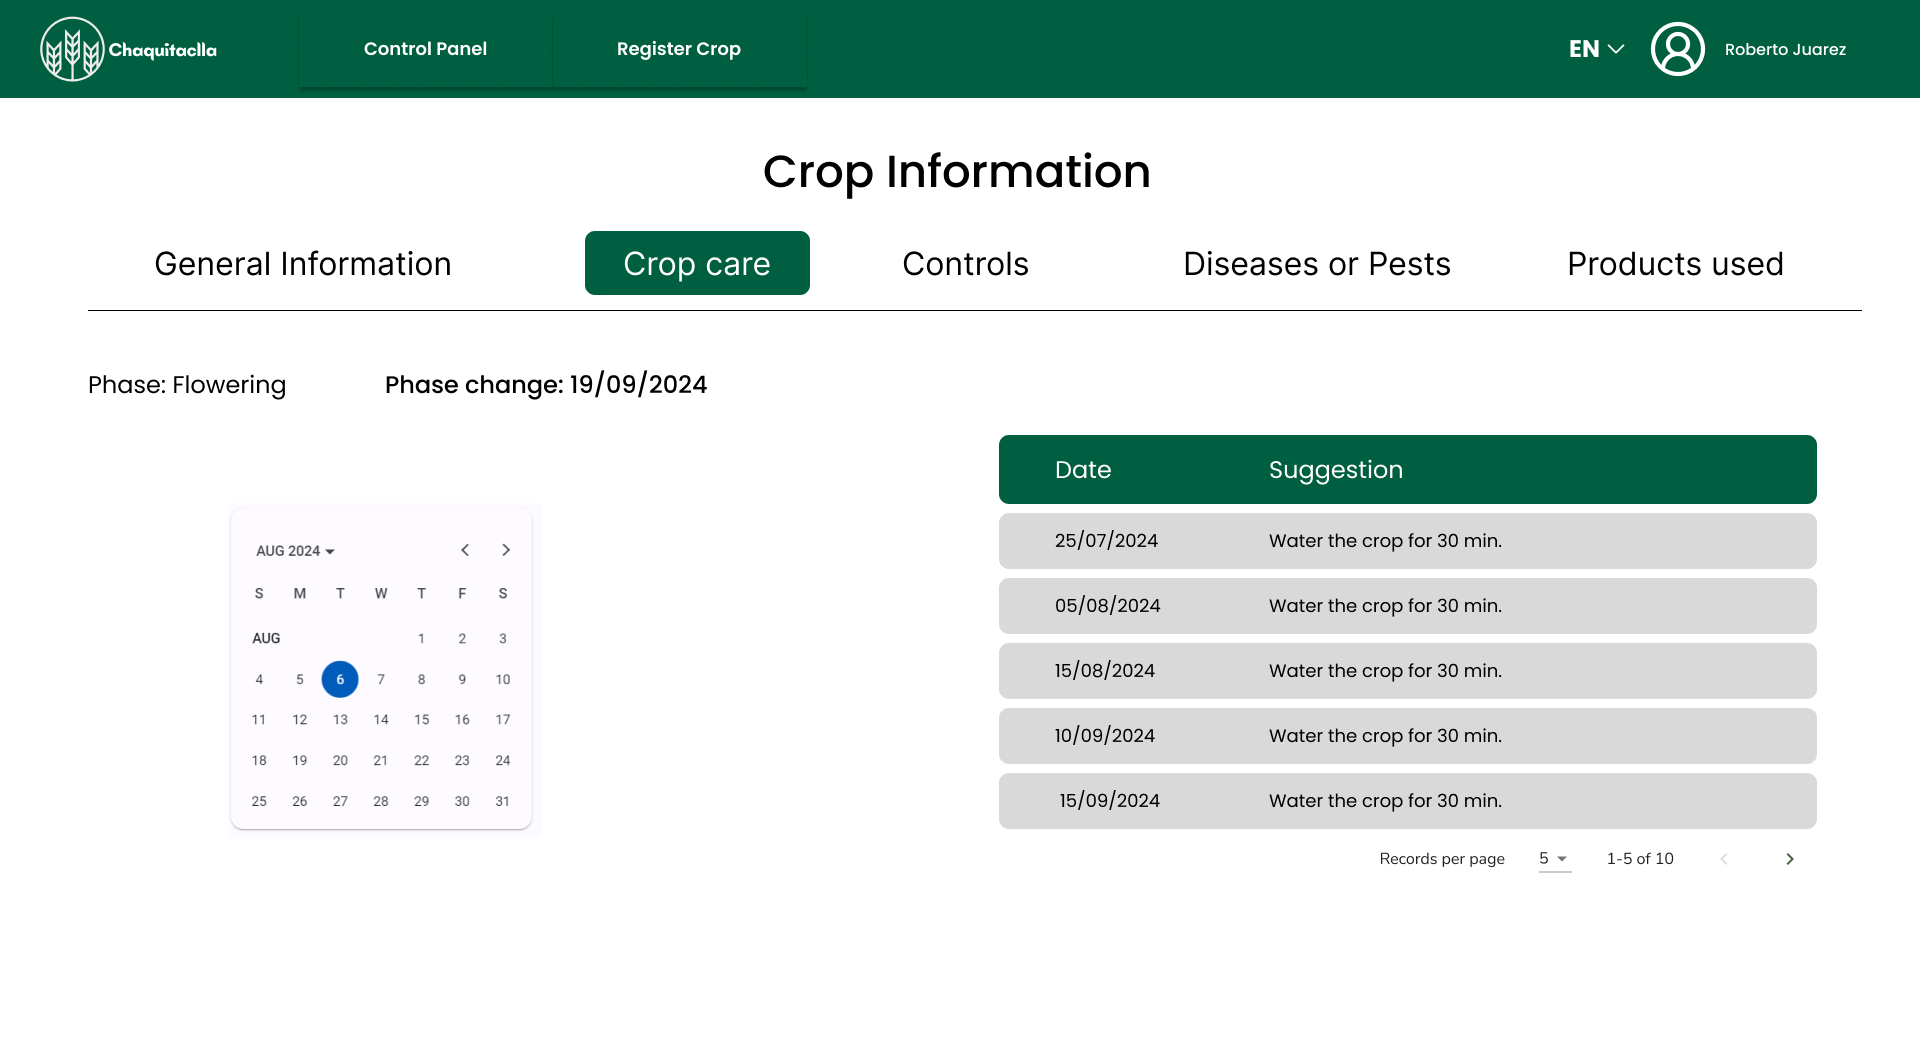 Chaquitaclla
Control Panel
Register Crop
EN
Roberto Juarez
Crop Information
General Information
Crop care
Controls
Diseases or Pests
Products used
Phase: Flowering
Phase change: 19/09/2024
AUG 2024
S M T W T F S
AUG 1 2 3
4 5 6 7 8 9 10
11 12 13 14 15 16 17
18 19 20 21 22 23 24
25 26 27 28 29 30 31
Date Suggestion
25/07/2024 Water the crop for 30 min.
05/08/2024 Water the crop for 30 min.
15/08/2024 Water the crop for 30 min.
10/09/2024 Water the crop for 30 min.
15/09/2024 Water the crop for 30 min.
Records per page 5 1-5 of 10